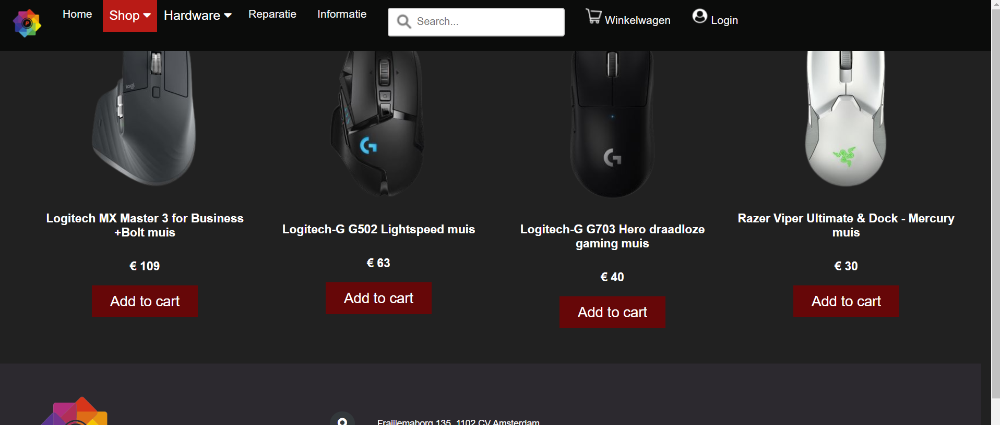 Home
Shop
Hardware
Reparatie
Informatie
Search...
Winkelwagen
Login
P
logi
G
G
Logitech MX Master 3 for Business
+Bolt muis
€ 109
Add to cart
Logitech-G G502 Lightspeed muis
€ 63
Add to cart
Logitech-G G703 Hero draadloze
gaming muis
€ 40
Add to cart
Razer Viper Ultimate & Dock - Mercury
muis
€ 30
Add to cart
Fraijlemaborg 135, 1102 CV Amsterdam